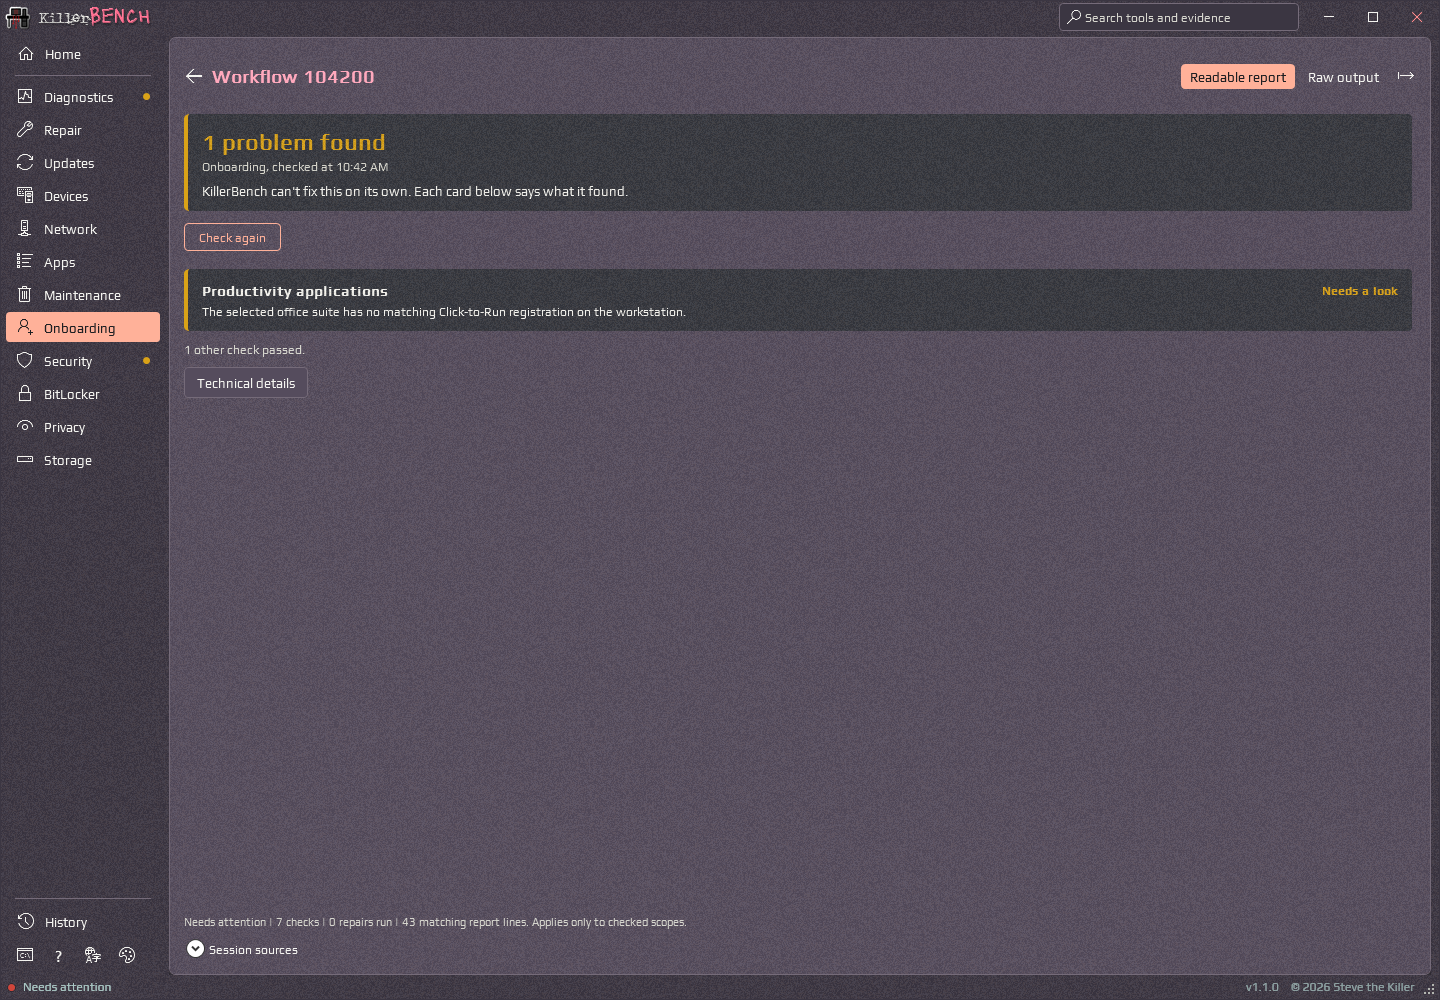 KillerBENCH
Search tools and evidence
Home
Diagnostics
Repair
Updates
Devices
Network
Apps
Maintenance
Onboarding
Security
BitLocker
Privacy
Storage
Workflow 104200
Readable report
Raw output
1 problem found
Onboarding, checked at 10:42 AM
KillerBench can't fix this on its own. Each card below says what it found.
Check again
Productivity applications
Needs a look
The selected office suite has no matching Click-to-Run registration on the workstation.
1 other check passed.
Technical details
Needs attention | 7 checks | 0 repairs run | 43 matching report lines. Applies only to checked scopes.
Session sources
History
?
Needs attention
v1.1.0
© 2026 Steve the Killer